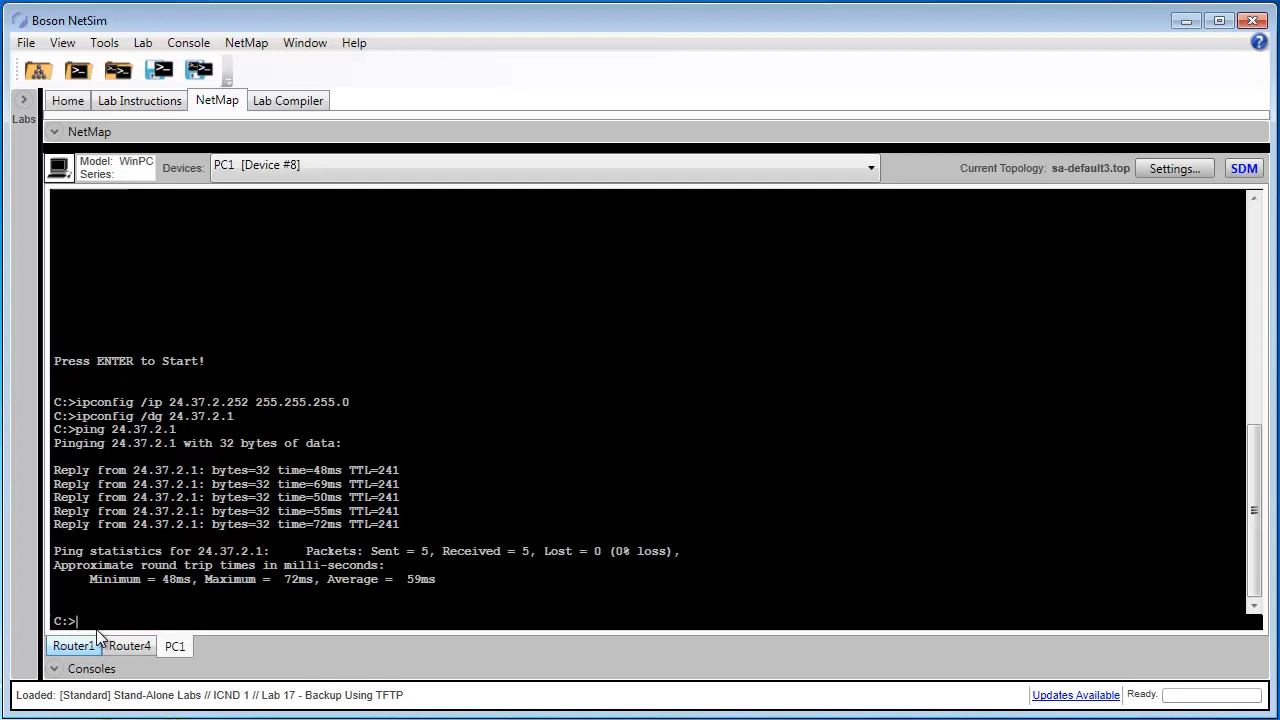 Boson NetSim
File View Tools Lab Console NetMap Window Help
Home Lab Instructions NetMap Lab Compiler
Labs
NetMap
Model: WinPC
Series:
Devices: PC1 [Device #8]
Current Topology: sa-default3.top Settings... SDM
Press ENTER to Start!
C:>ipconfig /ip 24.37.2.252 255.255.255.0
C:>ipconfig /dg 24.37.2.1
C:>ping 24.37.2.1
Pinging 24.37.2.1 with 32 bytes of data:
Reply from 24.37.2.1: bytes=32 time=48ms TTL=241
Reply from 24.37.2.1: bytes=32 time=69ms TTL=241
Reply from 24.37.2.1: bytes=32 time=50ms TTL=241
Reply from 24.37.2.1: bytes=32 time=55ms TTL=241
Reply from 24.37.2.1: bytes=32 time=72ms TTL=241
Ping statistics for 24.37.2.1: Packets: Sent = 5, Received = 5, Lost = 0 (0% loss),
Approximate round trip times in milli-seconds:
Minimum = 48ms, Maximum = 72ms, Average = 59ms
C:>
Router1 Router4 PC1
Consoles
Loaded: [Standard] Stand-Alone Labs // ICND 1 // Lab 17 - Backup Using TFTP
Updates Available Ready.